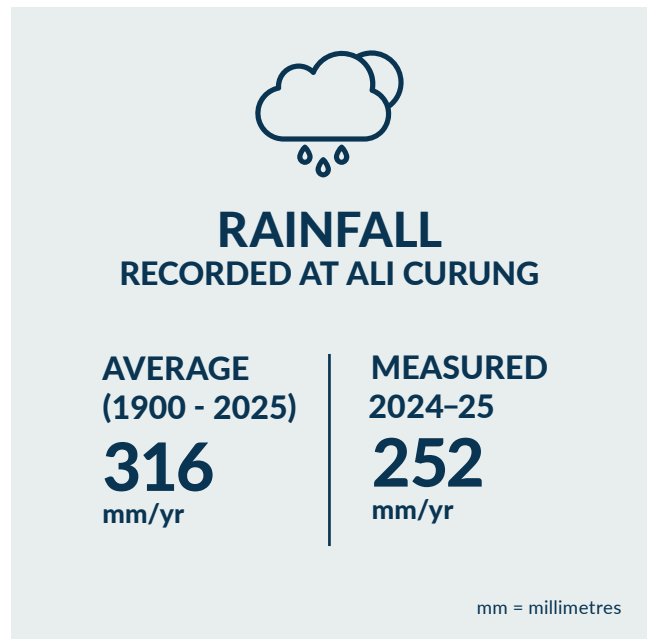 RAINFALL
RECORDED AT ALI CURUNG
AVERAGE
(1900 - 2025)
316
mm/yr
MEASURED
2024–25
252
mm/yr
mm = millimetres